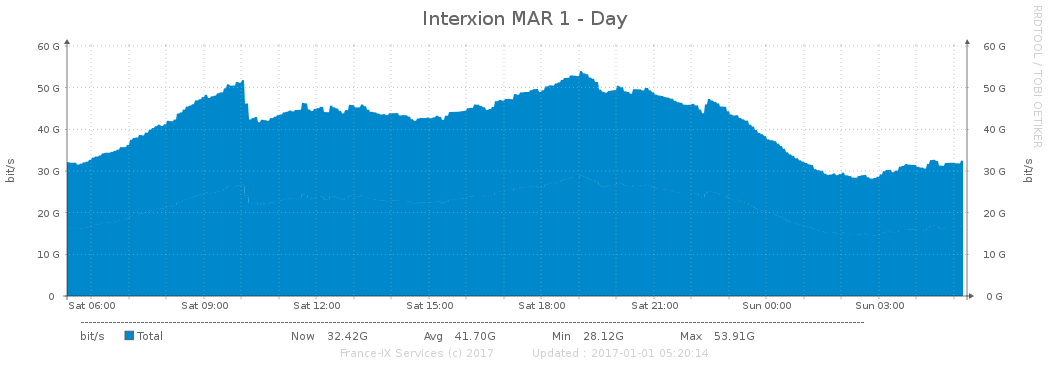 Interxion MAR 1 - Day
RRDTOOL / TOBI OETIKER
60 G 60 G
50 G 50 G
40 G 40 G
30 G 30 G
20 G 20 G
10 G 10 G
0 0 G
bit/s bit/s
Sat 06:00 Sat 09:00 Sat 12:00 Sat 15:00 Sat 18:00 Sat 21:00 Sun 00:00 Sun 03:00
bit/s Total Now 32.42G Avg 41.70G Min 28.12G Max 53.91G
France-IX Services (c) 2017 Updated : 2017-01-01 05:20:14